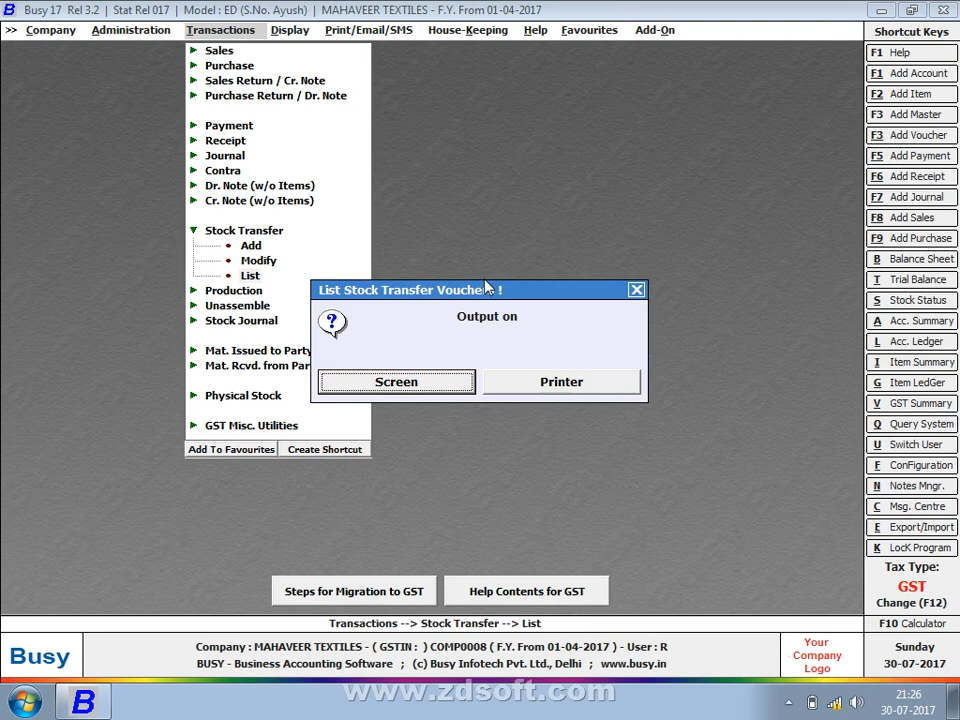 Busy 17 Rel 3.2 | Stat Rel 017 | Model : ED (S.No. Ayush) | MAHAVEER TEXTILES - F.Y. From 01-04-2017
>> Company Administration Transactions Display Print/Email/SMS House-Keeping Help Favourites Add-On
Sales
Purchase
Sales Return / Cr. Note
Purchase Return / Dr. Note
Payment
Receipt
Journal
Contra
Dr. Note (w/o Items)
Cr. Note (w/o Items)
Stock Transfer
Add
Modify
List
Production
Unassemble
Stock Journal
Mat. Issued to Party
Mat. Rcvd. from Par
Physical Stock
GST Misc. Utilities
Add To Favourites
Create Shortcut
List Stock Transfer Vouchers !
Output on
Screen
Printer
Steps for Migration to GST
Help Contents for GST
Shortcut Keys
F1 Help
F1 Add Account
F2 Add Item
F3 Add Master
F3 Add Voucher
F5 Add Payment
F6 Add Receipt
F7 Add Journal
F8 Add Sales
F9 Add Purchase
B Balance Sheet
T Trial Balance
S Stock Status
A Acc. Summary
L Acc. Ledger
I Item Summary
G Item LedGer
V GST Summary
Q Query System
U Switch User
F ConFiguration
N Notes Mngr.
C Msg. Centre
E Export/Import
K LocK Program
Tax Type:
GST
Change (F12)
F10 Calculator
Transactions --> Stock Transfer --> List
Busy
Company : MAHAVEER TEXTILES - ( GSTIN : ) COMP0008 ( F.Y. From 01-04-2017 ) - User : R
BUSY - Business Accounting Software ; (c) Busy Infotech Pvt. Ltd., Delhi ; www.busy.in
Your
Company
Logo
Sunday
30-07-2017
www.zdsoft.com
21:26
30-07-2017